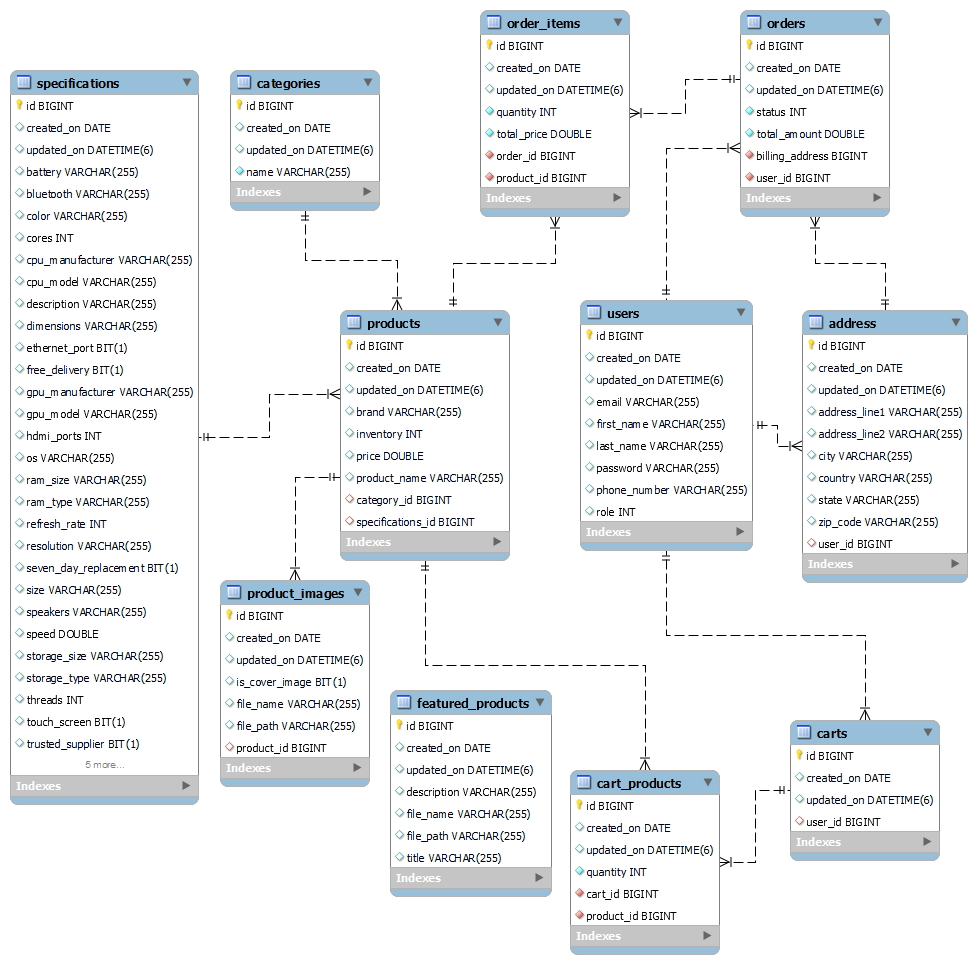 specifications
id BIGINT
created_on DATE
updated_on DATETIME(6)
battery VARCHAR(255)
bluetooth VARCHAR(255)
color VARCHAR(255)
cores INT
cpu_manufacturer VARCHAR(255)
cpu_model VARCHAR(255)
description VARCHAR(255)
dimensions VARCHAR(255)
ethernet_port BIT(1)
free_delivery BIT(1)
gpu_manufacturer VARCHAR(255)
gpu_model VARCHAR(255)
hdmi_ports INT
os VARCHAR(255)
ram_size VARCHAR(255)
ram_type VARCHAR(255)
refresh_rate INT
resolution VARCHAR(255)
seven_day_replacement BIT(1)
size VARCHAR(255)
speakers VARCHAR(255)
speed DOUBLE
storage_size VARCHAR(255)
storage_type VARCHAR(255)
threads INT
touch_screen BIT(1)
trusted_supplier BIT(1)
5 more...
Indexes
categories
id BIGINT
created_on DATE
updated_on DATETIME(6)
name VARCHAR(255)
Indexes
order_items
id BIGINT
created_on DATE
updated_on DATETIME(6)
quantity INT
total_price DOUBLE
order_id BIGINT
product_id BIGINT
Indexes
orders
id BIGINT
created_on DATE
updated_on DATETIME(6)
status INT
total_amount DOUBLE
billing_address BIGINT
user_id BIGINT
Indexes
products
id BIGINT
created_on DATE
updated_on DATETIME(6)
brand VARCHAR(255)
inventory INT
price DOUBLE
product_name VARCHAR(255)
category_id BIGINT
specifications_id BIGINT
Indexes
users
id BIGINT
created_on DATE
updated_on DATETIME(6)
email VARCHAR(255)
first_name VARCHAR(255)
last_name VARCHAR(255)
password VARCHAR(255)
phone_number VARCHAR(255)
role INT
Indexes
address
id BIGINT
created_on DATE
updated_on DATETIME(6)
address_line1 VARCHAR(255)
address_line2 VARCHAR(255)
city VARCHAR(255)
country VARCHAR(255)
state VARCHAR(255)
zip_code VARCHAR(255)
user_id BIGINT
Indexes
product_images
id BIGINT
created_on DATE
updated_on DATETIME(6)
is_cover_image BIT(1)
file_name VARCHAR(255)
file_path VARCHAR(255)
product_id BIGINT
Indexes
featured_products
id BIGINT
created_on DATE
updated_on DATETIME(6)
description VARCHAR(255)
file_name VARCHAR(255)
file_path VARCHAR(255)
title VARCHAR(255)
Indexes
cart_products
id BIGINT
created_on DATE
updated_on DATETIME(6)
quantity INT
cart_id BIGINT
product_id BIGINT
Indexes
carts
id BIGINT
created_on DATE
updated_on DATETIME(6)
user_id BIGINT
Indexes